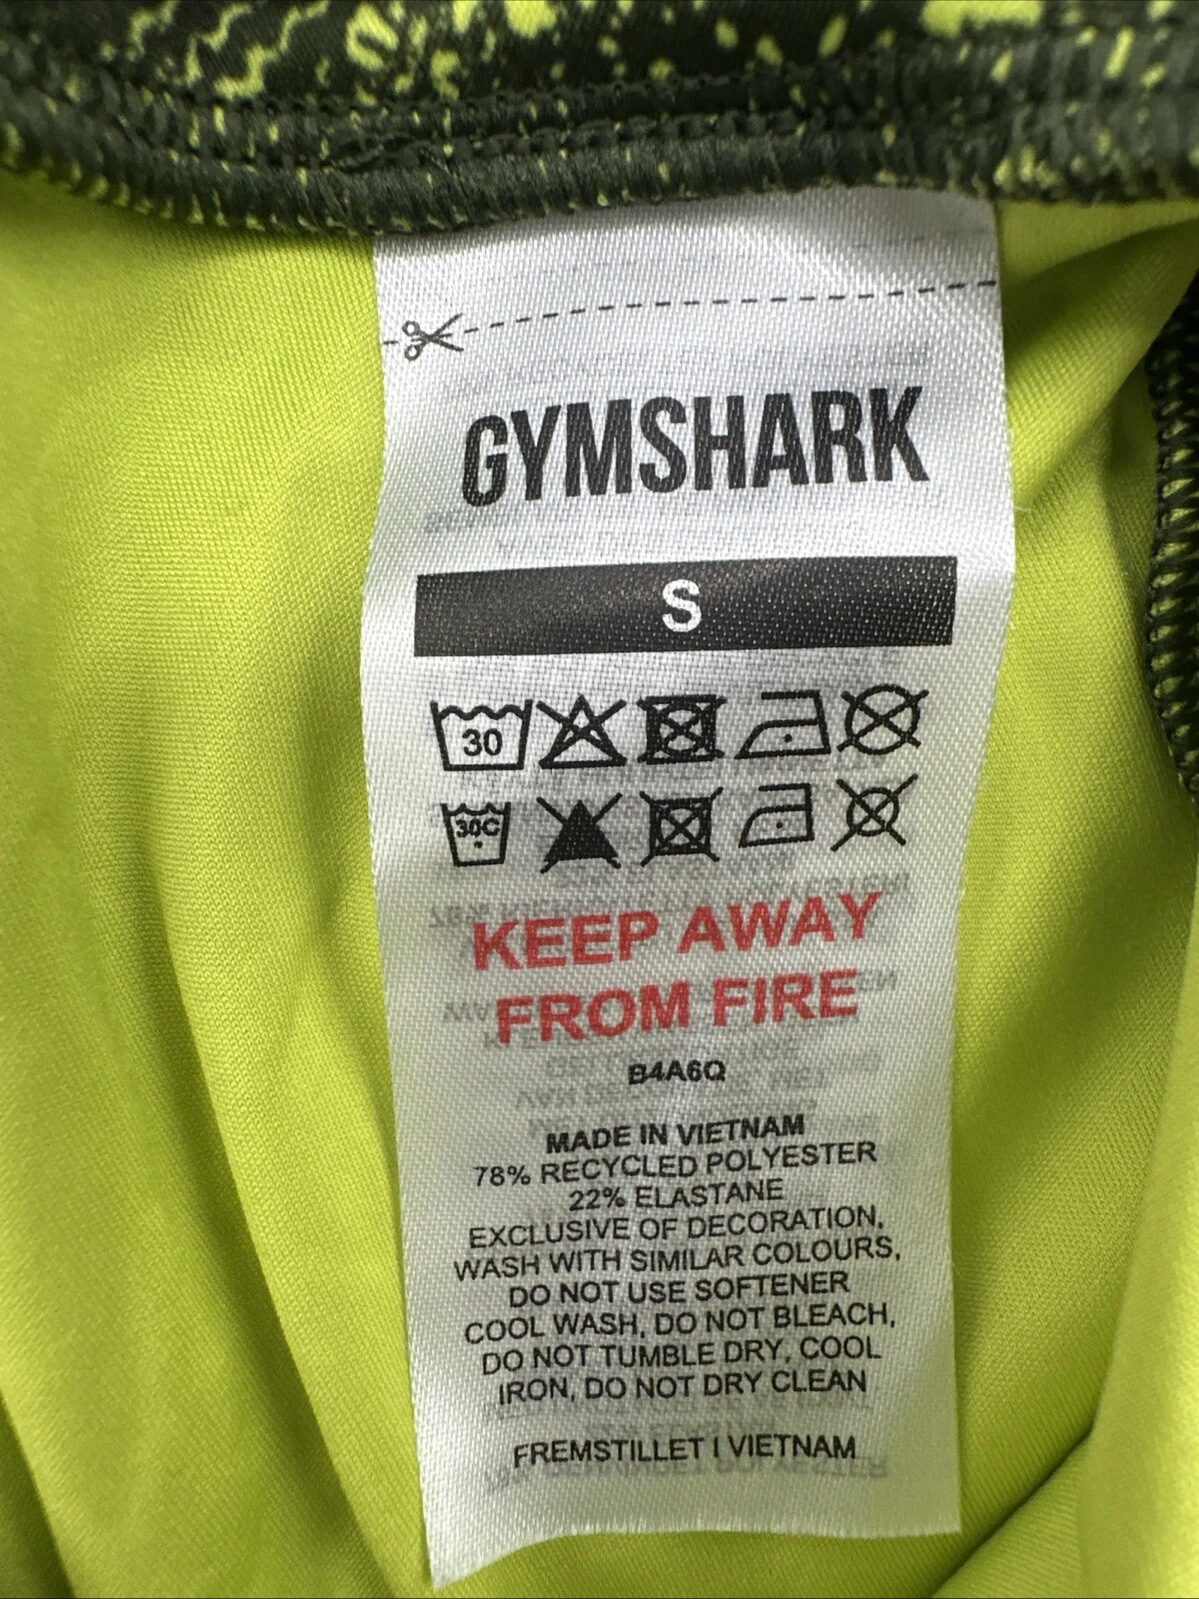 GYMSHARK
S
30
30C
KEEP AWAY
FROM FIRE
B4A6Q
MADE IN VIETNAM
78% RECYCLED POLYESTER
22% ELASTANE
EXCLUSIVE OF DECORATION,
WASH WITH SIMILAR COLOURS,
DO NOT USE SOFTENER
COOL WASH, DO NOT BLEACH,
DO NOT TUMBLE DRY, COOL
IRON, DO NOT DRY CLEAN
FREMSTILLET I VIETNAM